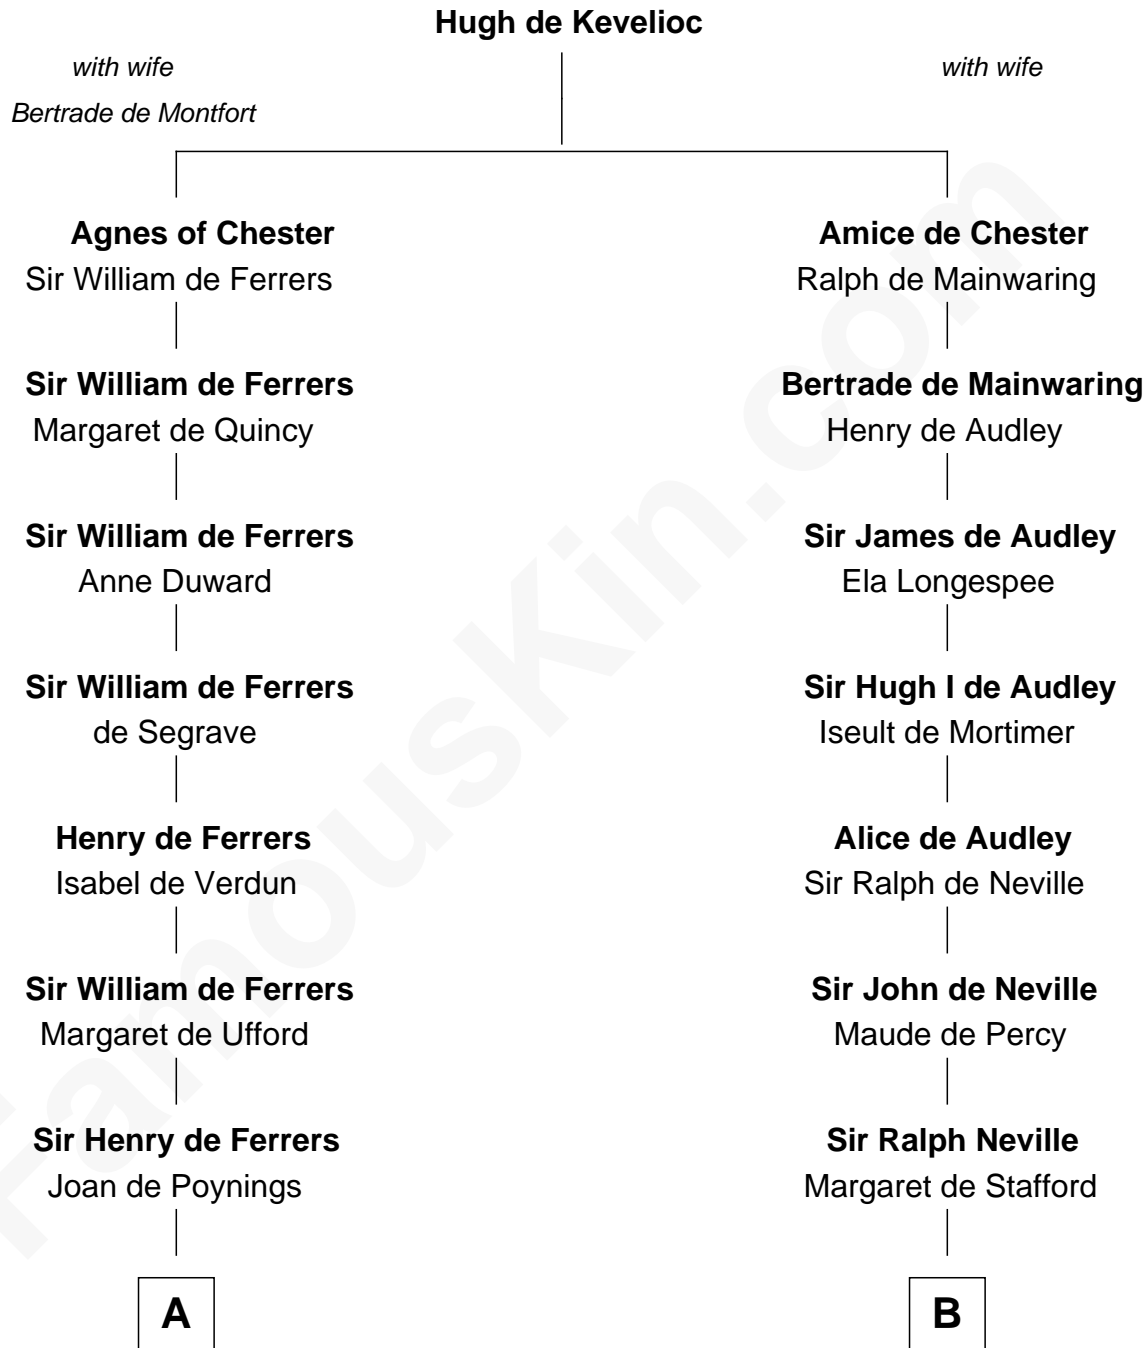 Hugh de Kevelioc
with wife
Bertrade de Montfort
with wife
Agnes of Chester
Sir William de Ferrers
Amice de Chester
Ralph de Mainwaring
Sir William de Ferrers
Margaret de Quincy
Bertrade de Mainwaring
Henry de Audley
Sir William de Ferrers
Anne Duward
Sir James de Audley
Ela Longespee
Sir William de Ferrers
de Segrave
Sir Hugh I de Audley
Iseult de Mortimer
Henry de Ferrers
Isabel de Verdun
Alice de Audley
Sir Ralph de Neville
Sir William de Ferrers
Margaret de Ufford
Sir John de Neville
Maude de Percy
Sir Henry de Ferrers
Joan de Poynings
Sir Ralph Neville
Margaret de Stafford
A
B
FamousKin.com